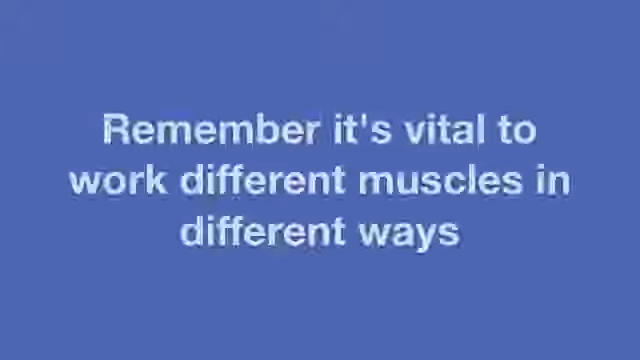 Remember it's vital to
work different muscles in
different ways